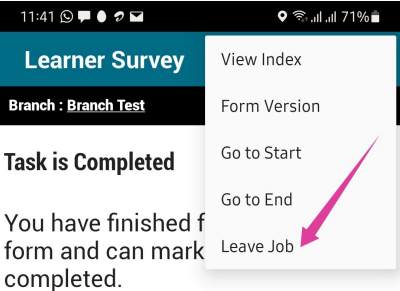 11:41 71%
Learner Survey
Branch : Branch Test
Task is Completed
You have finished f
form and can mark
completed.
View Index
Form Version
Go to Start
Go to End
Leave Job